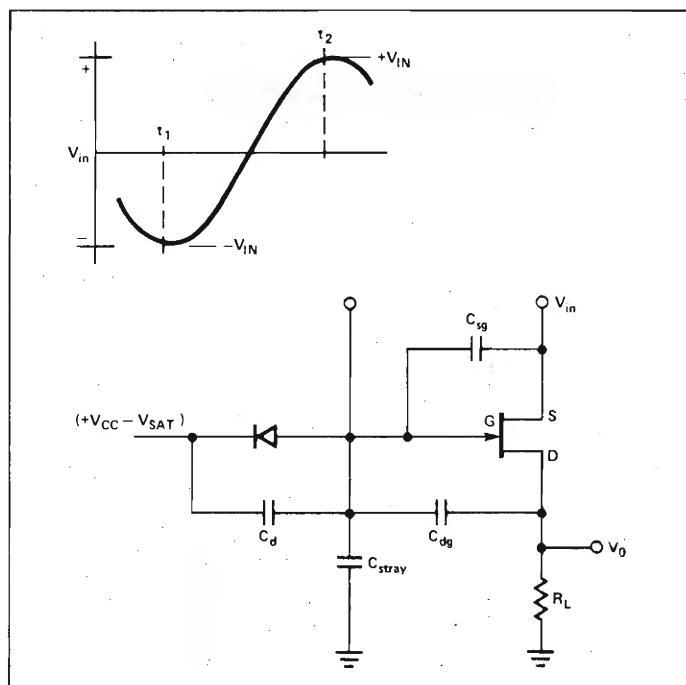 t2
+
+VIN
t1
Vin
−
−VIN
Vin
Csg
(+VCC − VSAT)
G
S
D
Cd
Cdg
V0
Cstray
RL